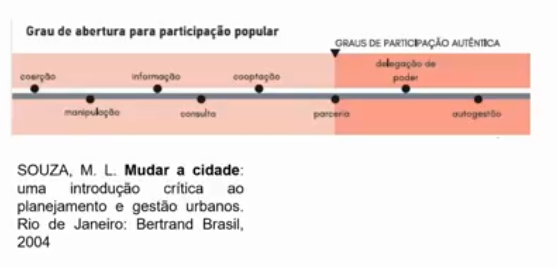 Grau de abertura para participação popular
GRAUS DE PARTICIPAÇÃO AUTÊNTICA
coerção
informação
cooptação
delegação de
poder
manipulação
consulta
parceria
autogestão
SOUZA, M. L. Mudar a cidade:
uma introdução crítica ao
planejamento e gestão urbanos.
Rio de Janeiro: Bertrand Brasil,
2004